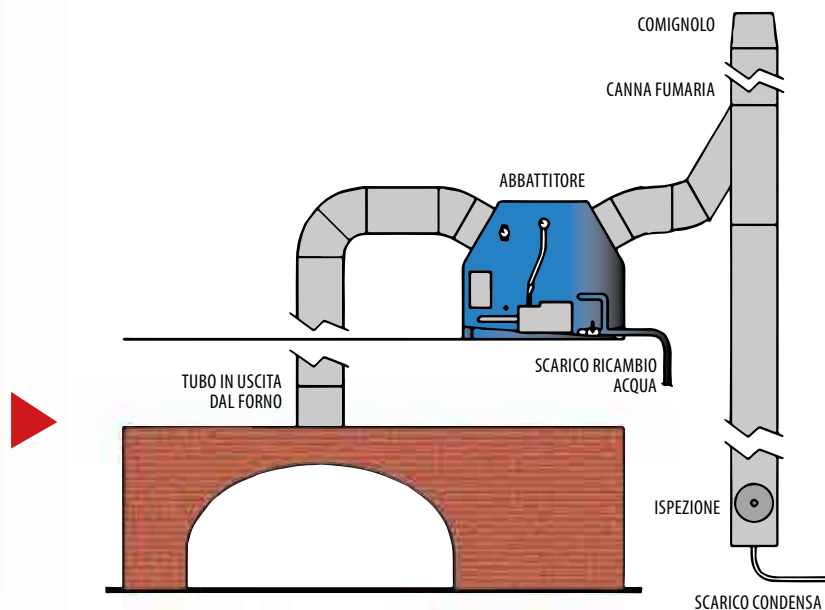 COMIGNOLO
CANNA FUMARIA
ABBATTITORE
SCARICO RICAMBIO
ACQUA
TUBO IN USCITA
DAL FORNO
ISPEZIONE
SCARICO CONDENSA